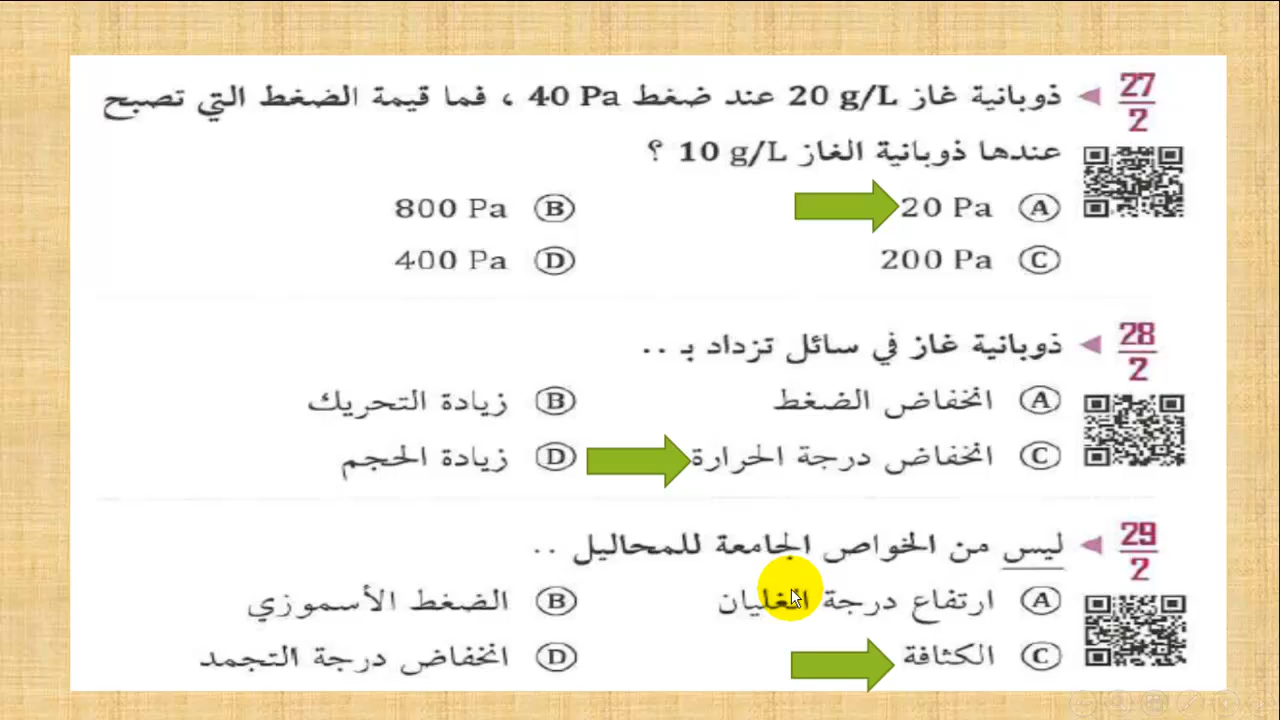 27/2 ◀ ذوبانية غاز 20 g/L عند ضغط 40 Pa ، فما قيمة الضغط التي تصبح
عندها ذوبانية الغاز 10 g/L ؟
A 20 Pa B 800 Pa
C 200 Pa D 400 Pa
28/2 ◀ ذوبانية غاز في سائل تزداد بـ ..
A انخفاض الضغط B زيادة التحريك
C انخفاض درجة الحرارة D زيادة الحجم
29/2 ◀ ليس من الخواص الجامعة للمحاليل ..
A ارتفاع درجة الغليان B الضغط الأسموزي
C الكثافة D انخفاض درجة التجمد